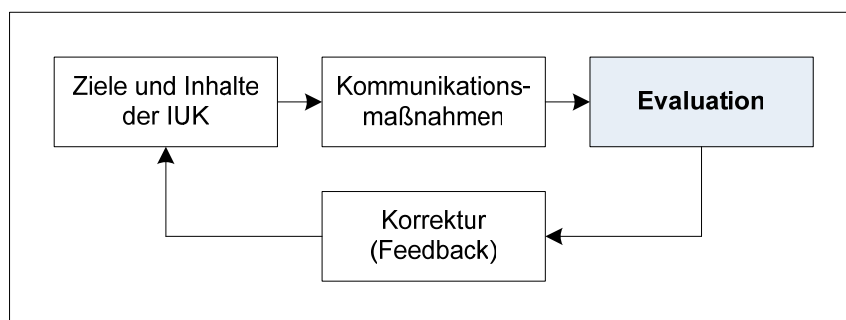 Ziele und Inhalte
der IUK
Kommunikations-
maßnahmen
Evaluation
Korrektur
(Feedback)